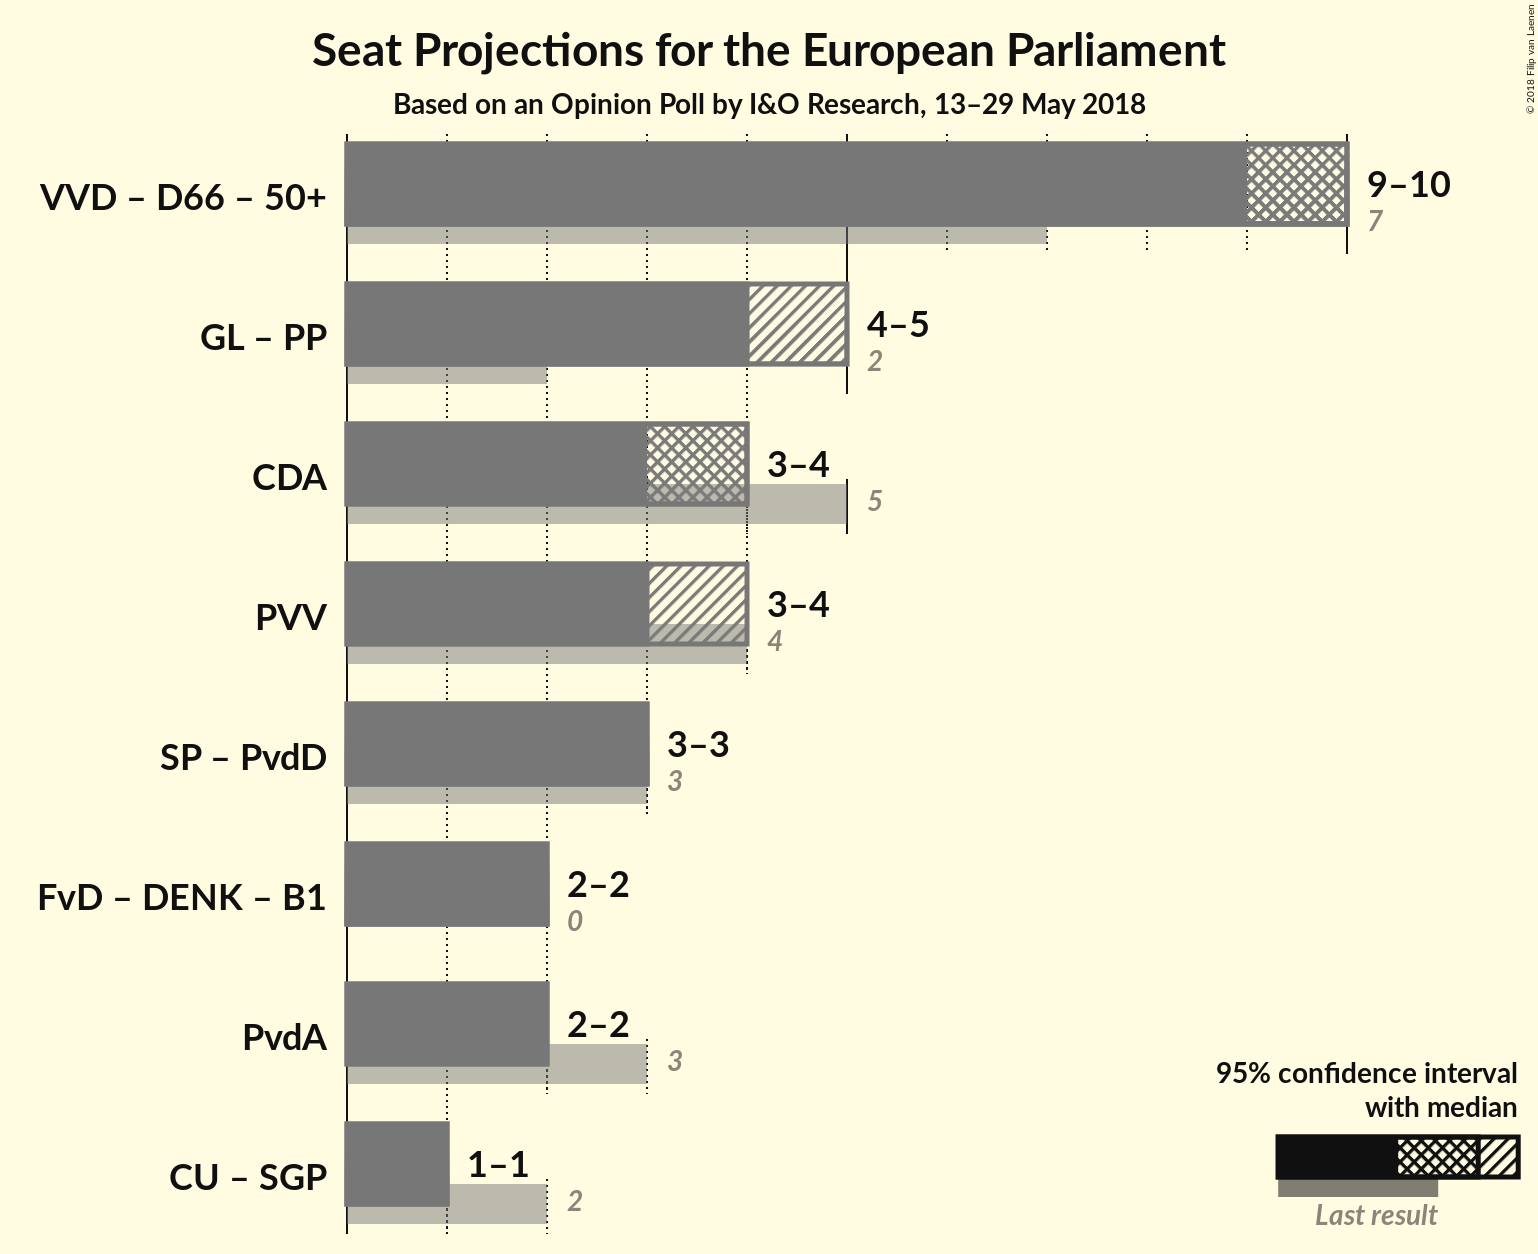 Seat Projections for the European Parliament
Based on an Opinion Poll by I&O Research, 13–29 May 2018
© 2018 Filip van Laenen
VVD – D66 – 50+
9–10
7
GL – PP
4–5
2
CDA
3–4
5
PVV
3–4
4
SP – PvdD
3–3
3
FvD – DENK – B1
2–2
0
PvdA
2–2
3
CU – SGP
1–1
2
95% confidence interval
with median
Last result